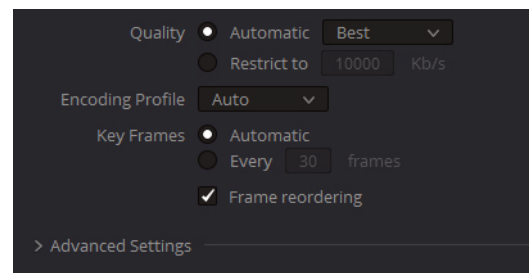 Quality Automatic Best
Restrict to 10000 Kb/s
Encoding Profile Auto
Key Frames Automatic
Every 30 frames
Frame reordering
> Advanced Settings